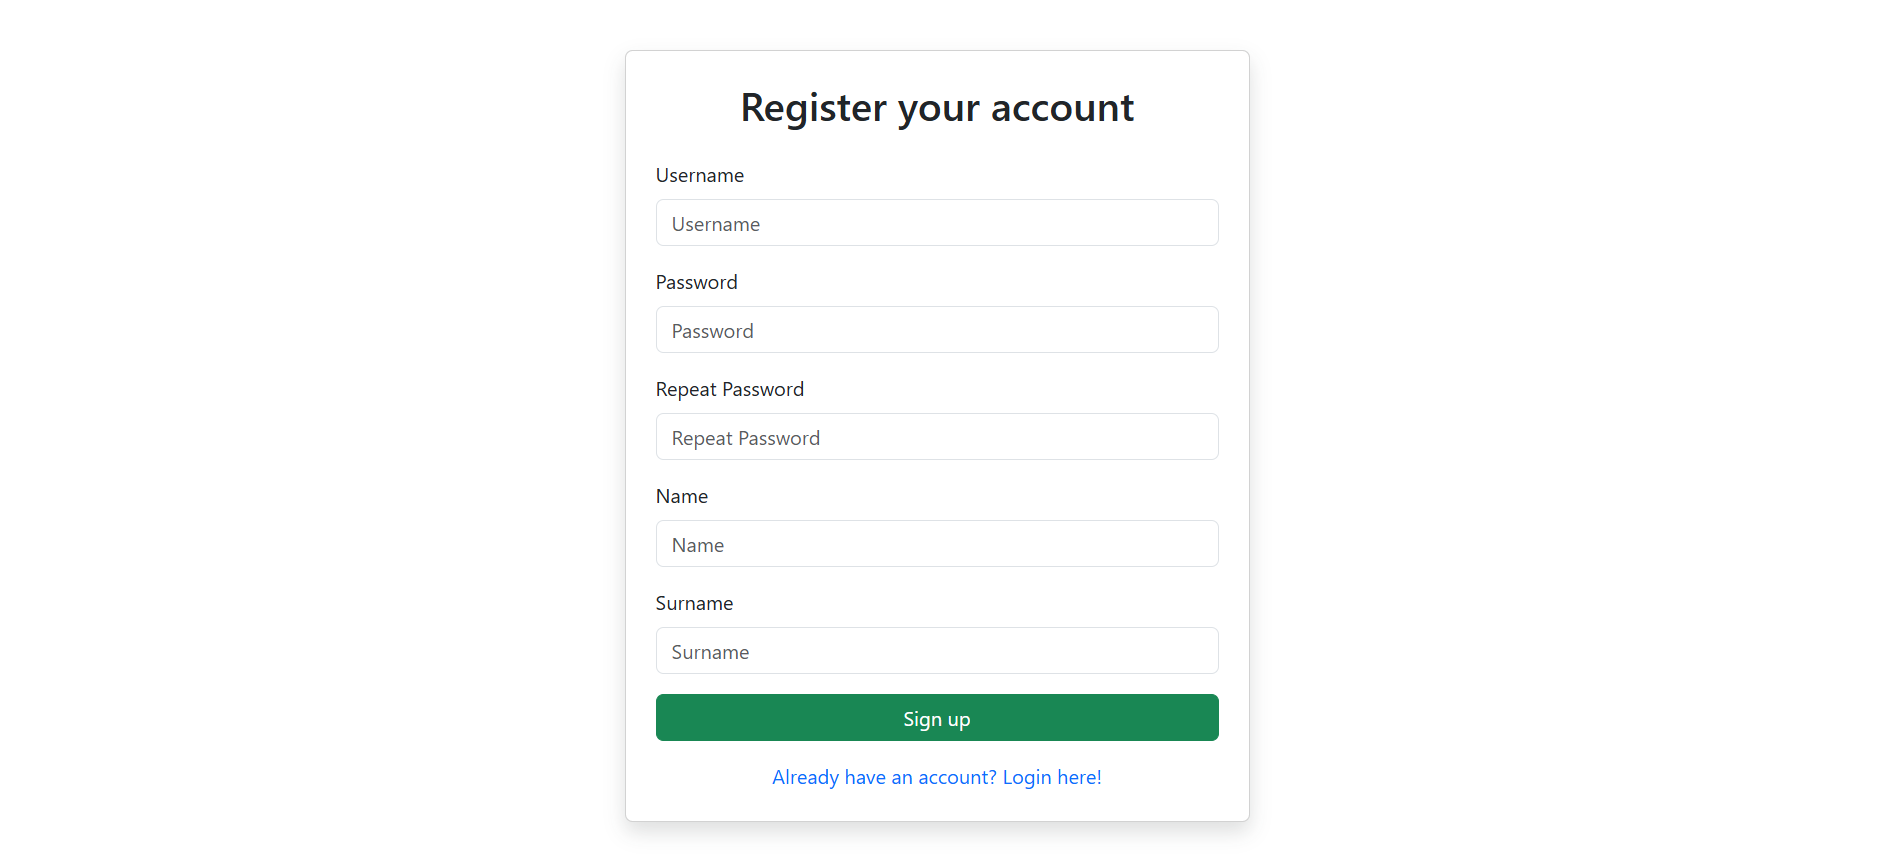 Register your account
Username
Username
Password
Password
Repeat Password
Repeat Password
Name
Name
Surname
Surname
Sign up
Already have an account? Login here!